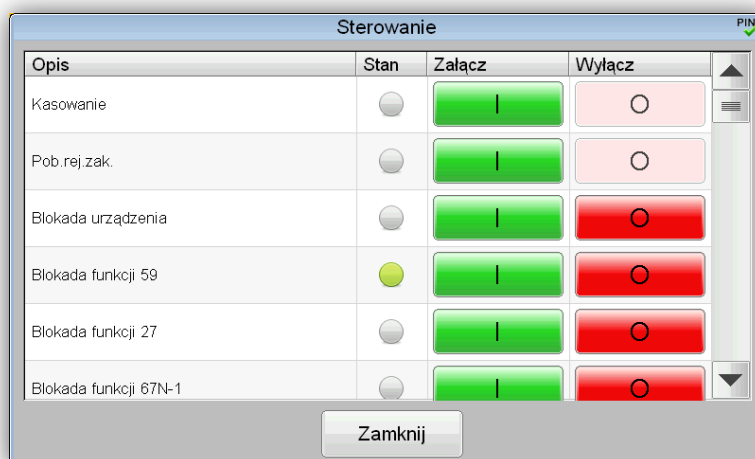 Sterowanie
PIN
Opis Stan Załącz Wyłącz
Kasowanie I O
Pob.rej.zak. I O
Blokada urządzenia I O
Blokada funkcji 59 I O
Blokada funkcji 27 I O
Blokada funkcji 67N-1 I O
Zamknij